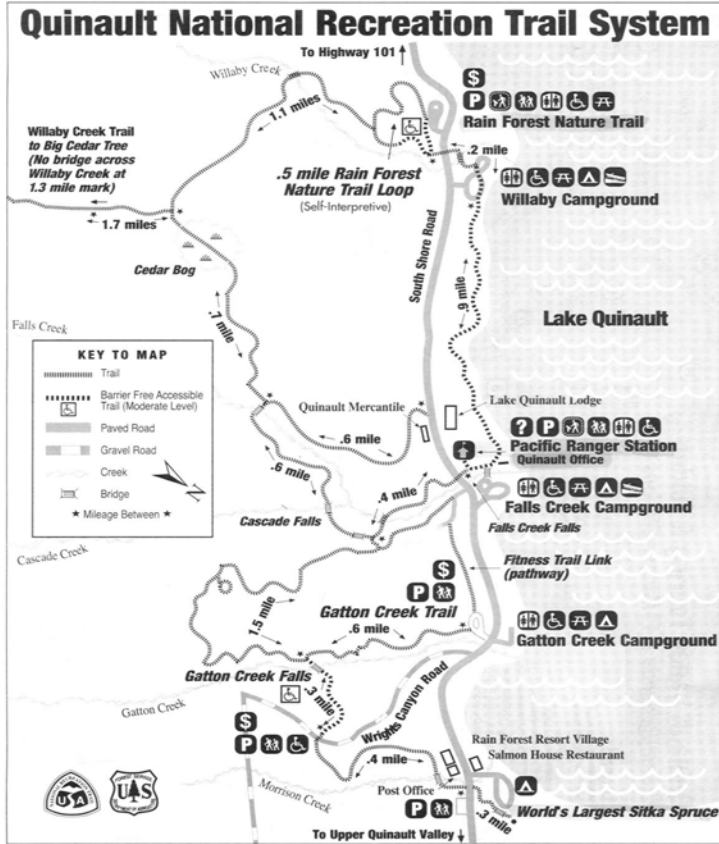 Quinault National Recreation Trail System
To Highway 101
Willaby Creek
1.1 miles
$
P
Rain Forest Nature Trail
Willaby Creek Trail
to Big Cedar Tree
(No bridge across
Willaby Creek at
1.3 mile mark)
.2 mile
.5 mile Rain Forest
Nature Trail Loop
(Self-Interpretive)
Willaby Campground
1.7 miles
South Shore Road
Cedar Bog
.9 mile
.7 mile
Lake Quinault
Falls Creek
KEY TO MAP
Trail
Barrier Free Accessible
Trail (Moderate Level)
Paved Road
Gravel Road
Creek
Bridge
★ Mileage Between ★
N
Quinault Mercantile
Lake Quinault Lodge
.6 mile
? P
Pacific Ranger Station
Quinault Office
.6 mile
.4 mile
Falls Creek Campground
Cascade Falls
Falls Creek Falls
Cascade Creek
Fitness Trail Link
(pathway)
$
P
Gatton Creek Trail
1.5 mile
.6 mile
Gatton Creek Campground
Gatton Creek Falls
.3 mile
Gatton Creek
Wrights Canyon Road
$
P
Rain Forest Resort Village
Salmon House Restaurant
.4 mile
Morrison Creek
Post Office
P
World's Largest Sitka Spruce
.3 mile
To Upper Quinault Valley
USA
FOREST SERVICE
U S